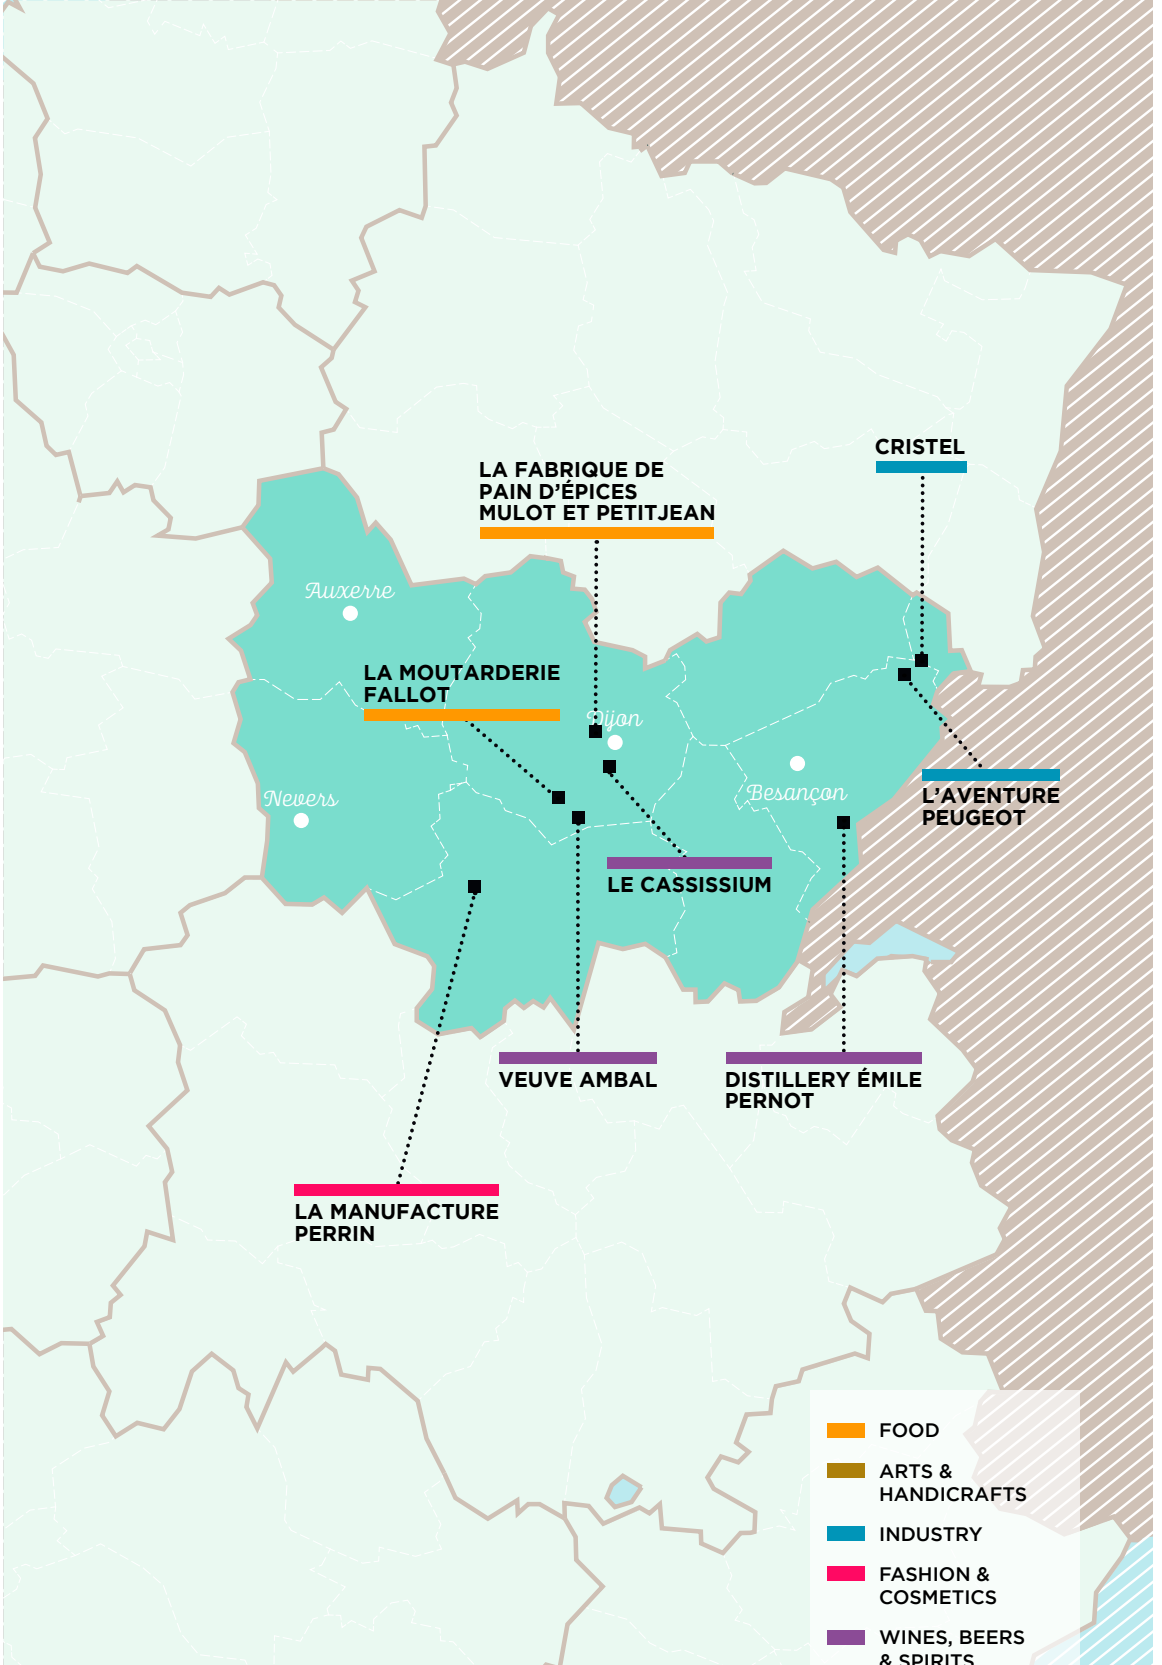 CRISTEL
LA FABRIQUE DE
PAIN D'ÉPICES
MULOT ET PETITJEAN
Auxerre
LA MOUTARDERIE
FALLOT
Dijon
Nevers
Besançon
L'AVENTURE
PEUGEOT
LE CASSISSIUM
VEUVE AMBAL
DISTILLERY ÉMILE
PERNOT
LA MANUFACTURE
PERRIN
FOOD
ARTS &
HANDICRAFTS
INDUSTRY
FASHION &
COSMETICS
WINES, BEERS
& SPIRITS